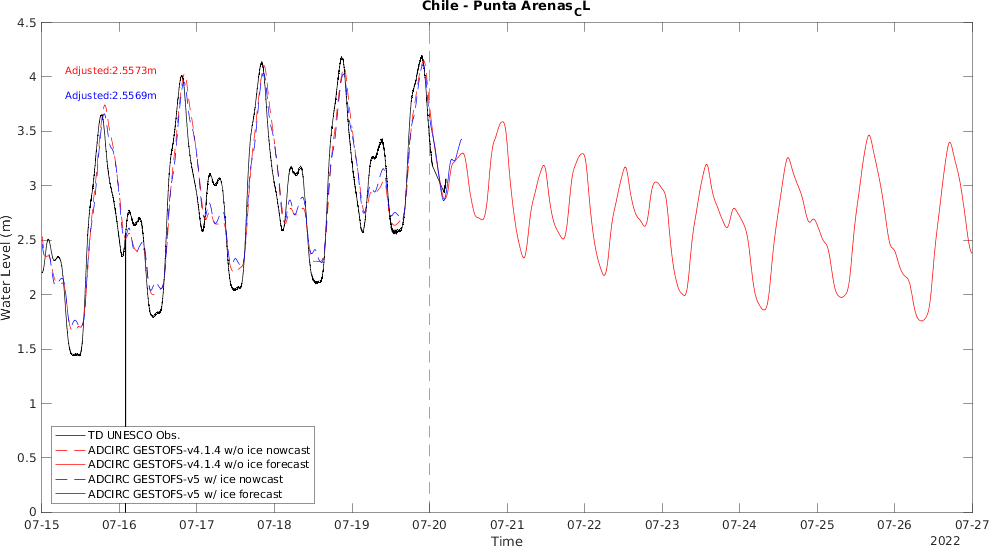 Chile - Punta Arenas_CL
4.5
4
3.5
3
2.5
2
1.5
1
0.5
0
Water Level (m)
Adjusted:2.5573m
Adjusted:2.5569m
TD UNESCO Obs.
ADCIRC GESTOFS-v4.1.4 w/o ice nowcast
ADCIRC GESTOFS-v4.1.4 w/o ice forecast
ADCIRC GESTOFS-v5 w/ ice nowcast
ADCIRC GESTOFS-v5 w/ ice forecast
07-15 07-16 07-17 07-18 07-19 07-20 07-21 07-22 07-23 07-24 07-25 07-26 07-27
Time
2022